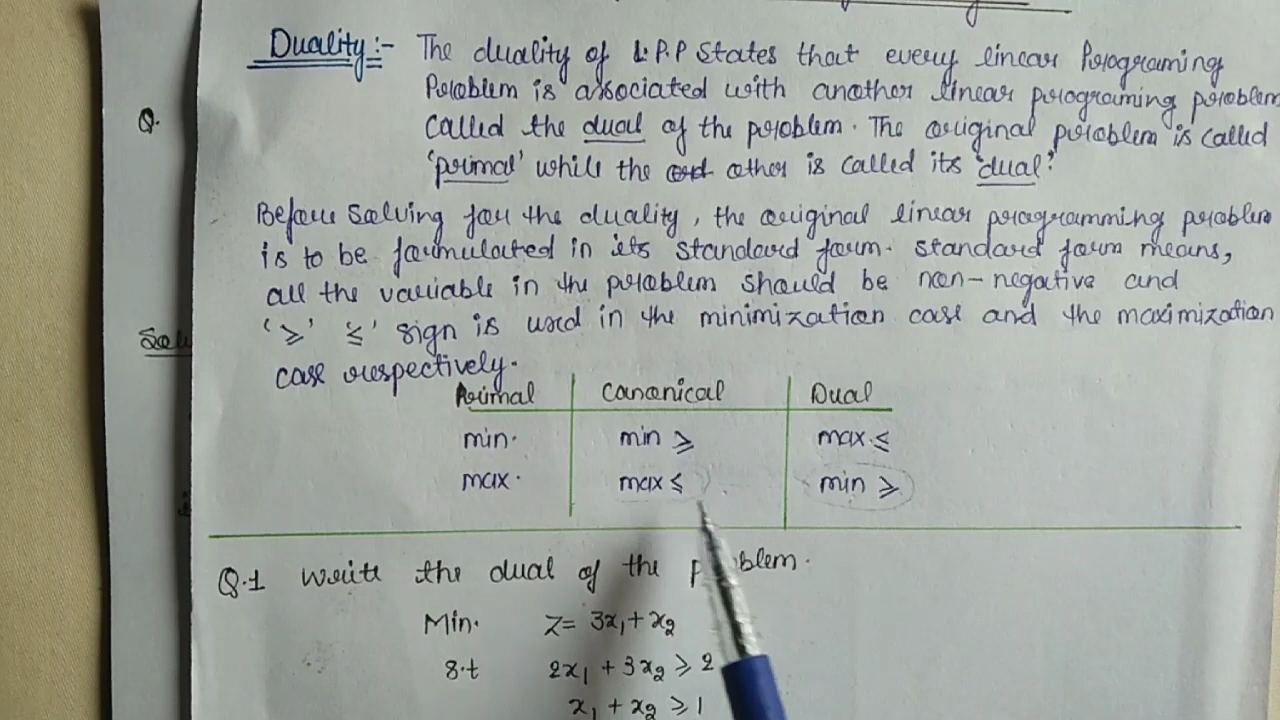 Duality:- The duality of L.P.P States that every linear Programing
Problem is associated with another linear programing problem
called the dual of the problem. The original problem is called
'primal' while the other is called its 'dual'.
Before Solving for the duality, the original linear programming problem
is to be formulated in its standard form. standard form means,
all the variable in the problem should be non-negative and
'≥' ≤' sign is used in the minimization case and the maximization
case respectively.
Primal Canonical Dual
min. min ≥ max. ≤
max. max ≤ min ≥
Q.
Solu
Q.1 Write the dual of the problem.
Min. Z= 3x₁+x₂
S.t 2x₁ + 3x₂ ≥ 2
x₁ + x₂ ≥ 1